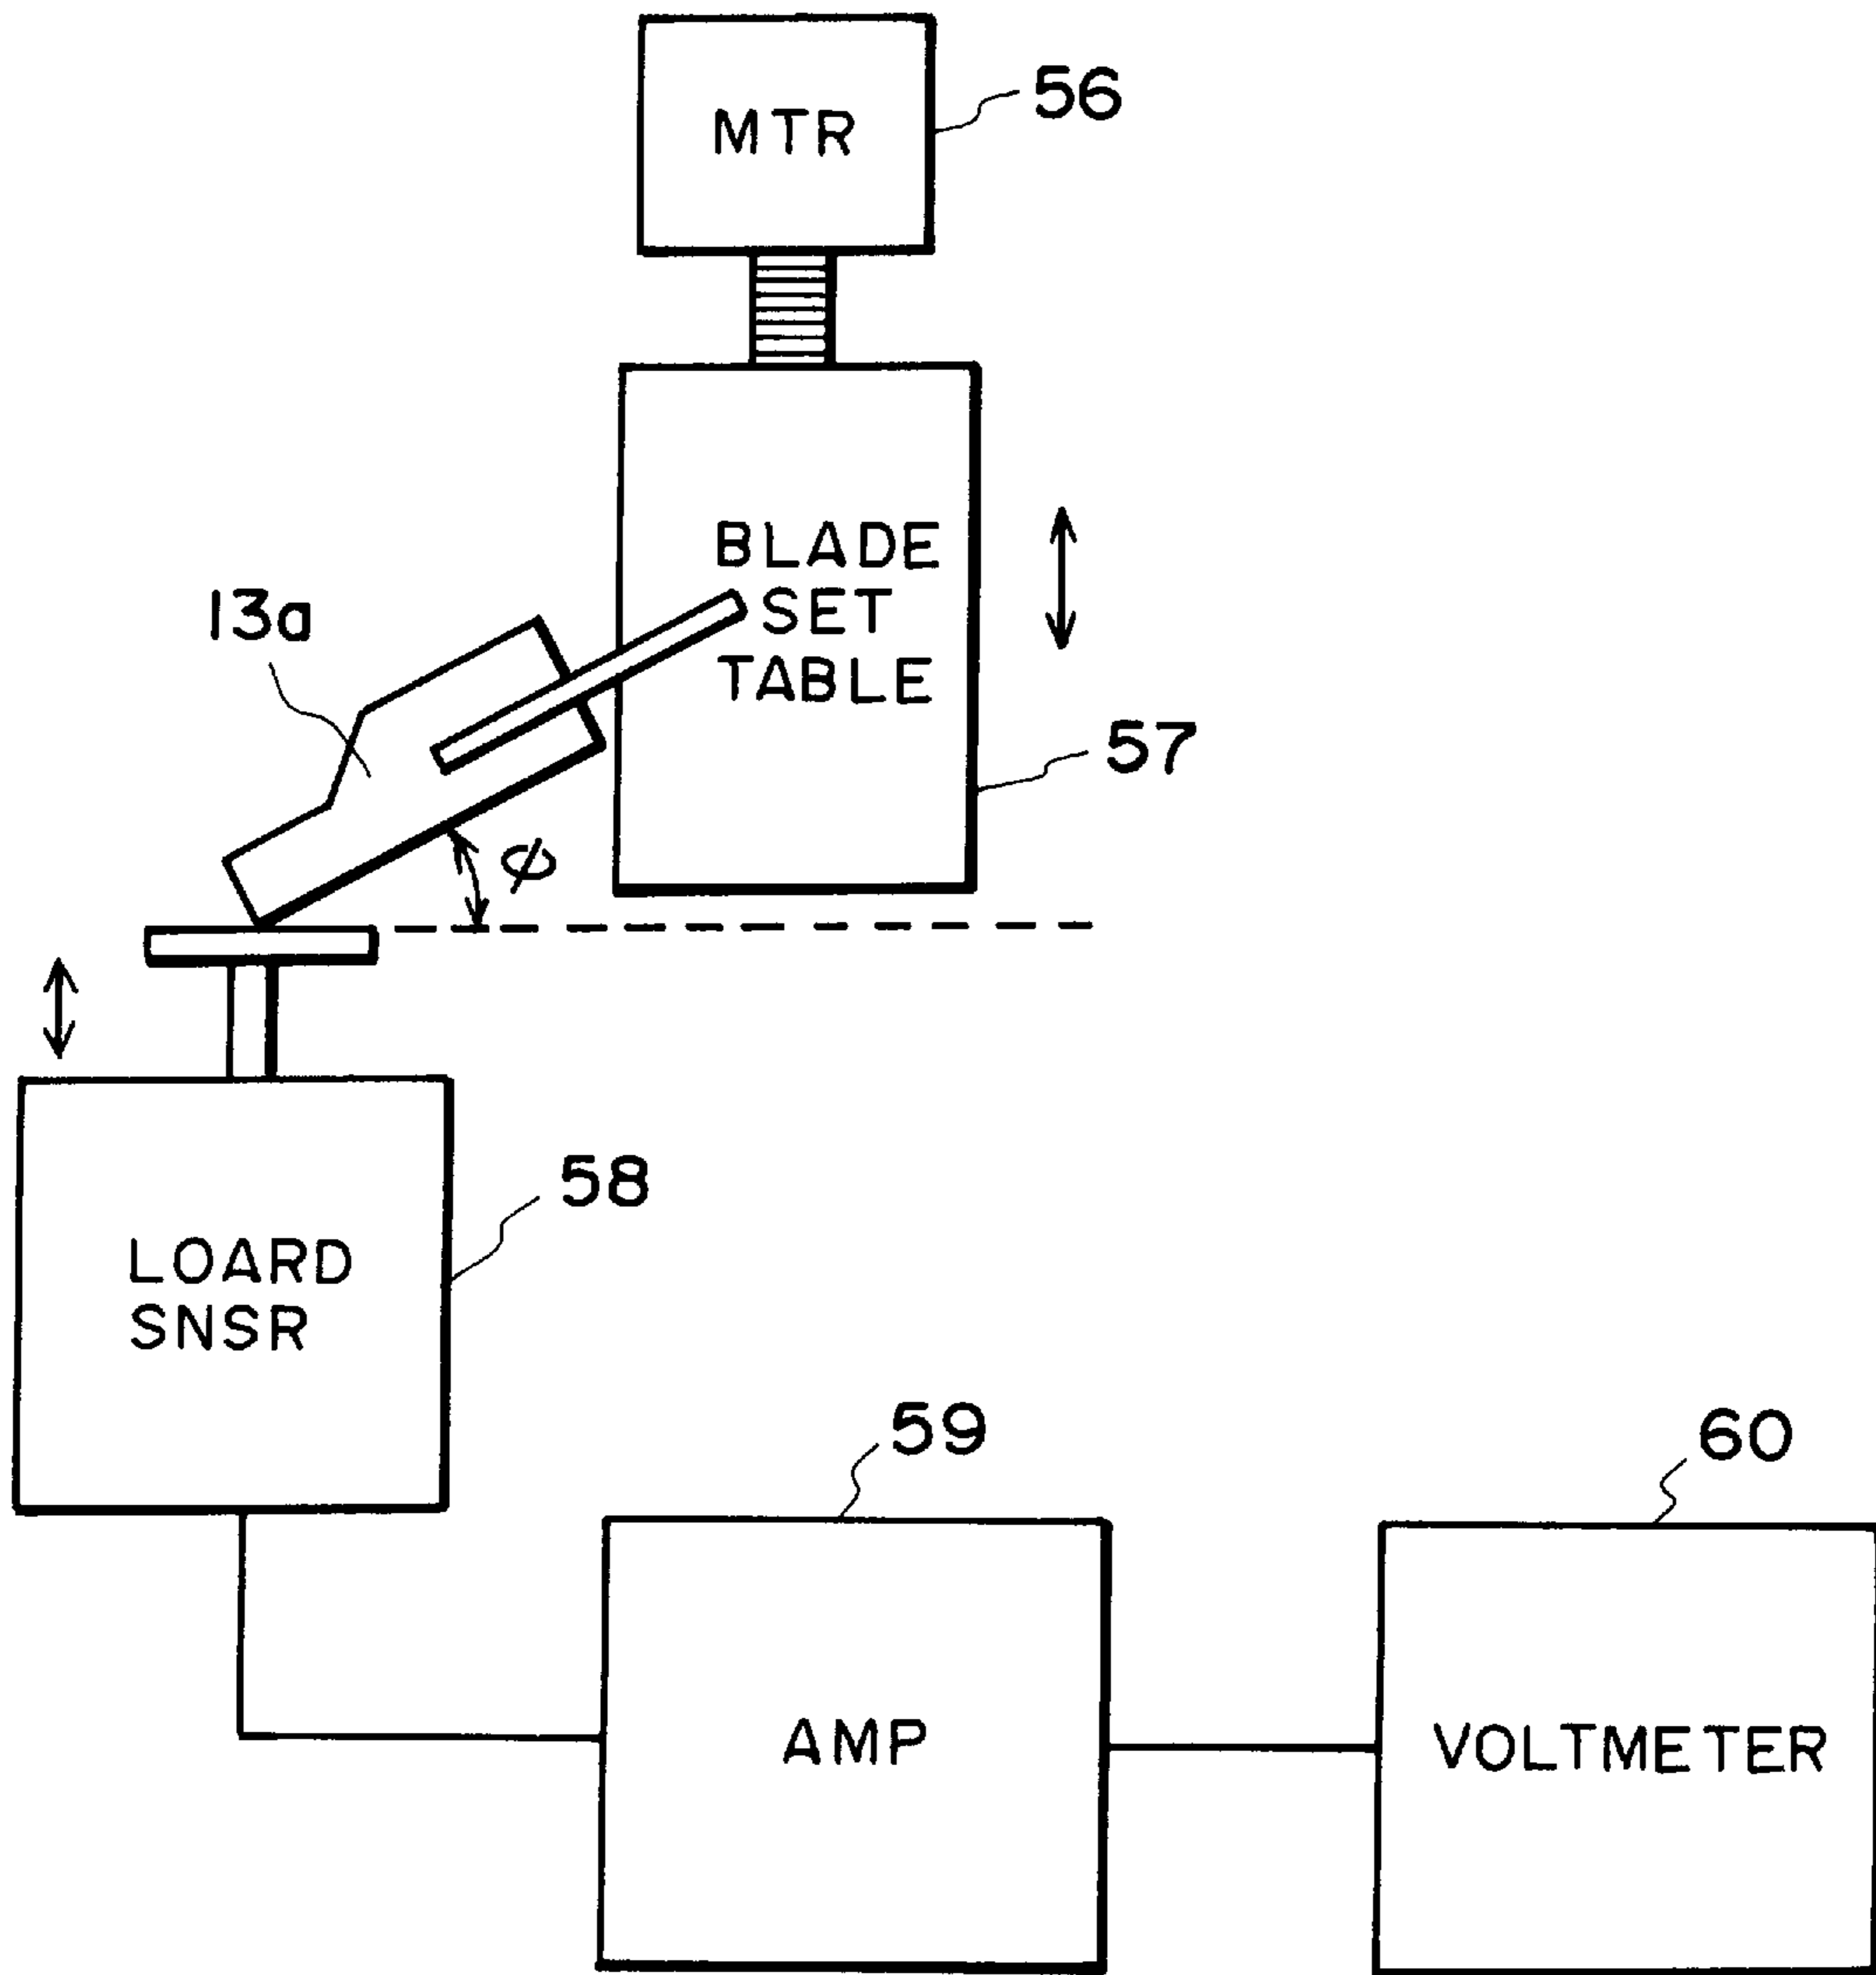 MTR
56
BLADE
SET
TABLE
13a
57
φ
58
LOARD
SNSR
59
60
AMP
VOLTMETER